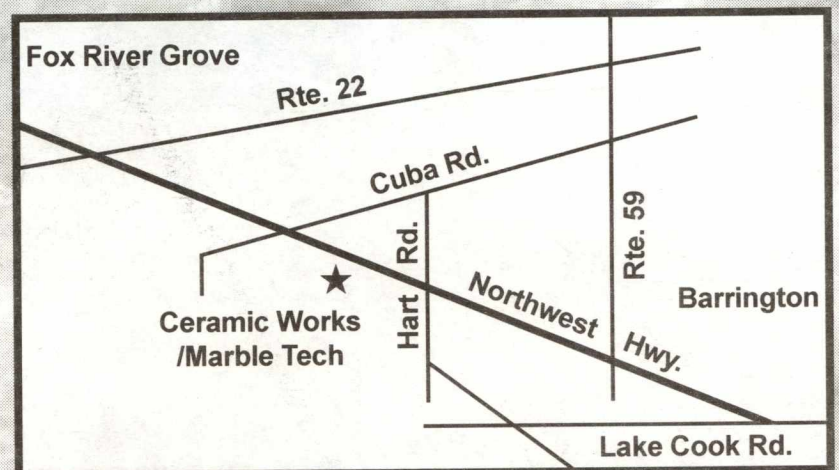 Fox River Grove
Rte. 22
Cuba Rd.
Hart Rd.
Rte. 59
Northwest Hwy.
Barrington
Ceramic Works
/Marble Tech
Lake Cook Rd.